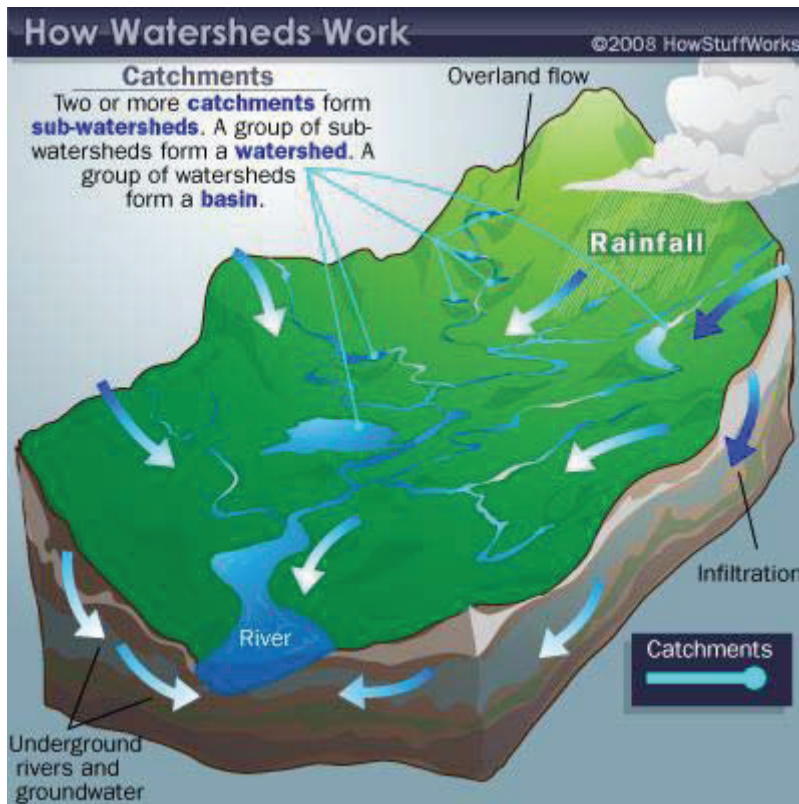 How Watersheds Work
©2008 HowStuffWorks
Catchments
Two or more catchments form
sub-watersheds. A group of sub-
watersheds form a watershed. A
group of watersheds
form a basin.
Overland flow
Rainfall
Infiltration
River
Catchments
Underground
rivers and
groundwater